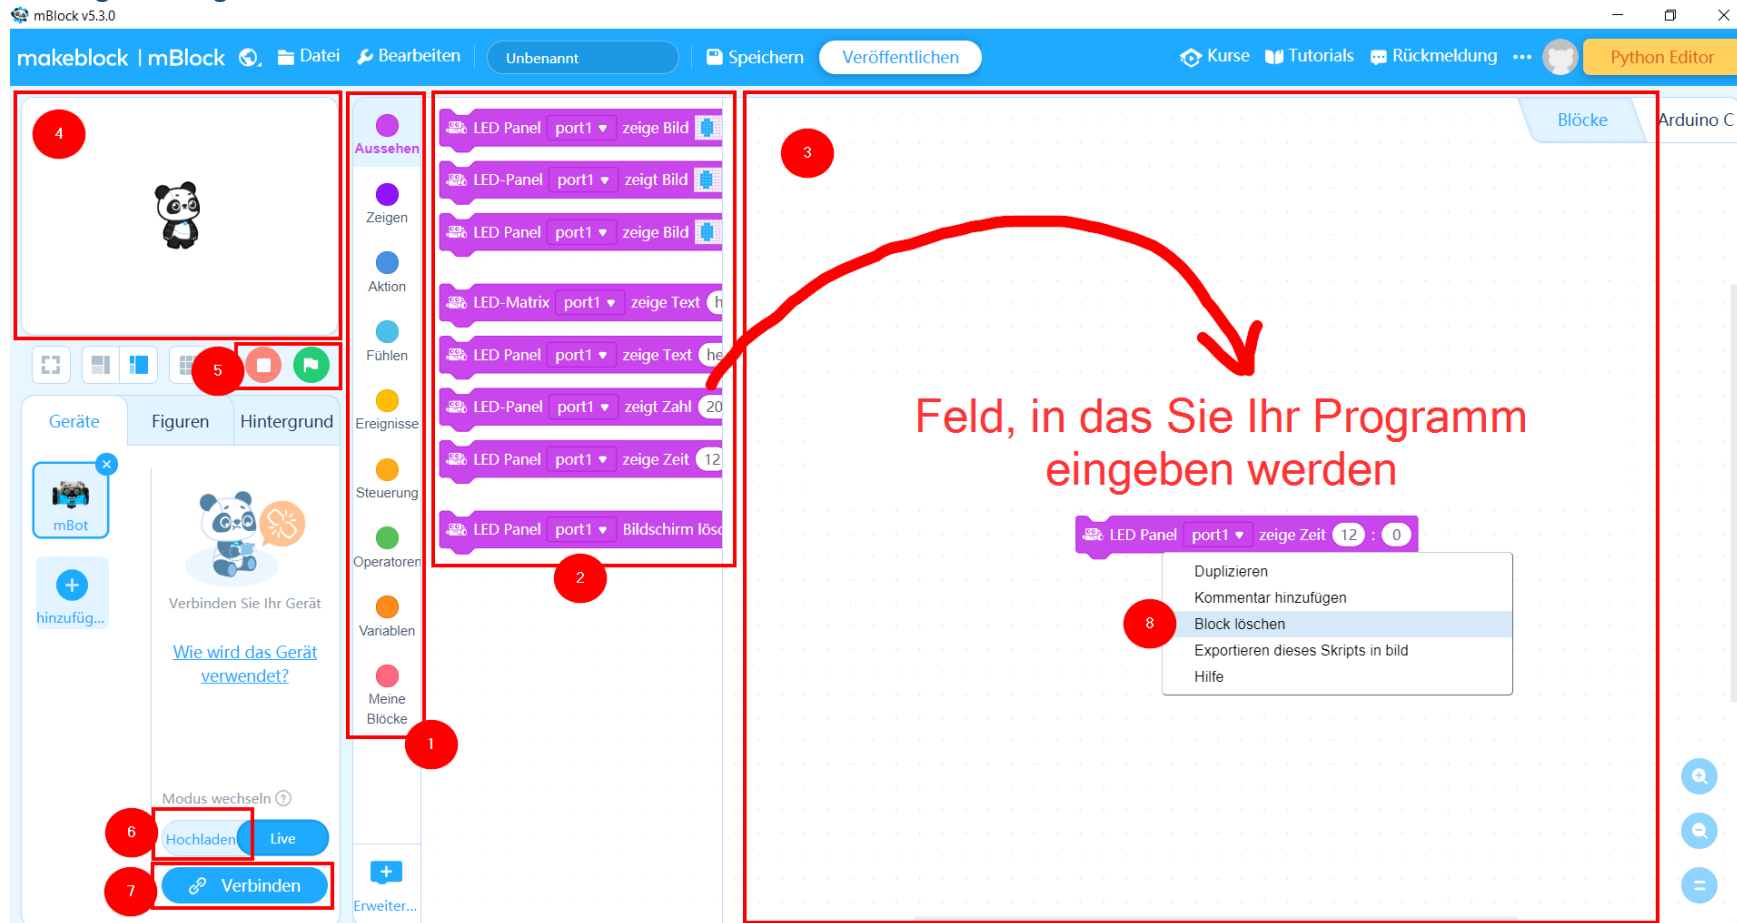 mBlock v5.3.0
makeblock | mBlock Datei Bearbeiten Unbenannt Speichern Veröffentlichen Kurse Tutorials Rückmeldung ... Python Editor
4
5
Geräte Figuren Hintergrund
mBot
hinzufüg...
Verbinden Sie Ihr Gerät
Wie wird das Gerät
verwendet?
Modus wechseln ?
6
Hochladen Live
7
Verbinden
Aussehen
Zeigen
Aktion
Fühlen
Ereignisse
Steuerung
Operatoren
Variablen
Meine
Blöcke
1
Erweiter...
LED Panel port1 zeige Bild
LED-Panel port1 zeigt Bild
LED Panel port1 zeige Bild
LED-Matrix port1 zeige Text h
LED Panel port1 zeige Text he
LED-Panel port1 zeigt Zahl 20
LED Panel port1 zeige Zeit 12
LED Panel port1 Bildschirm lösc
2
3
Blöcke Arduino C
Feld, in das Sie Ihr Programm
eingeben werden
LED Panel port1 zeige Zeit 12 : 0
Duplizieren
Kommentar hinzufügen
8
Block löschen
Exportieren dieses Skripts in bild
Hilfe